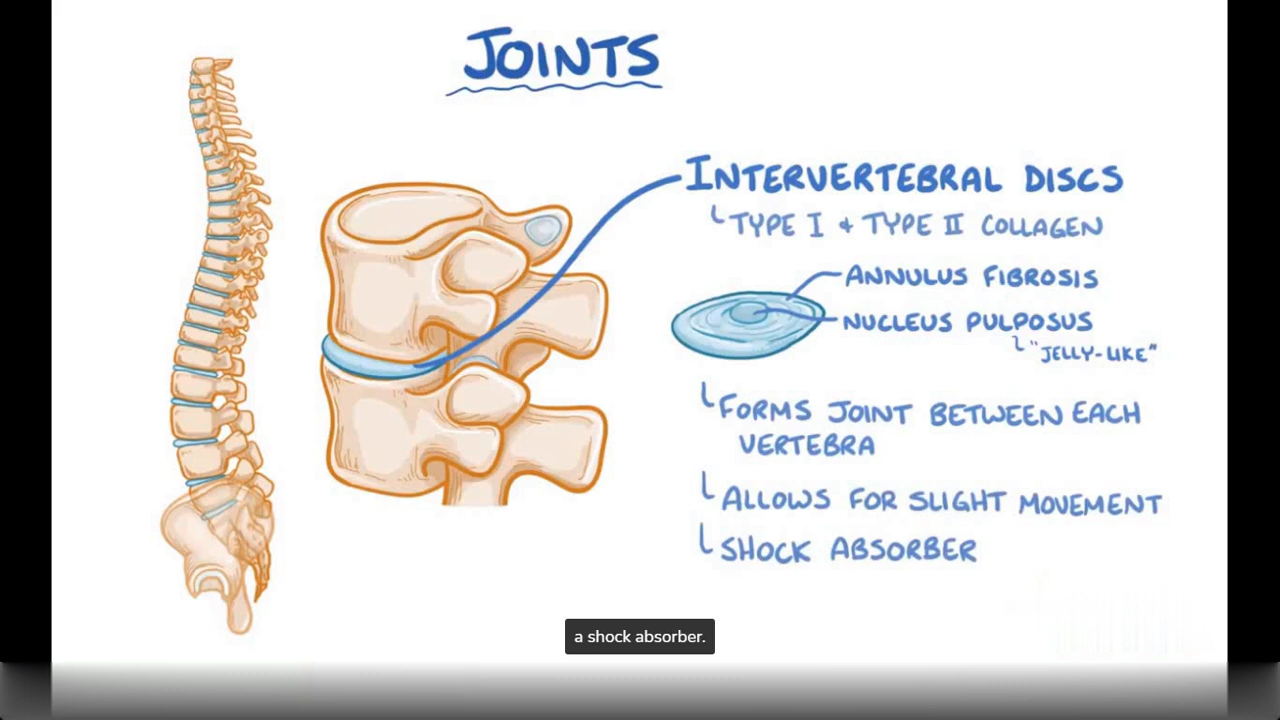 JOINTS
INTERVERTEBRAL DISCS
TYPE I + TYPE II COLLAGEN
ANNULUS FIBROSIS
NUCLEUS PULPOSUS
"JELLY-LIKE"
FORMS JOINT BETWEEN EACH
VERTEBRA
ALLOWS FOR SLIGHT MOVEMENT
SHOCK ABSORBER
a shock absorber.